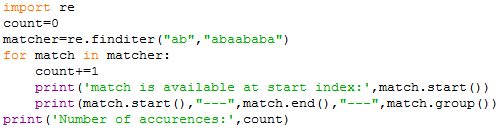 import re
count=0
matcher=re.finditer("ab","abaababa")
for match in matcher:
    count+=1
    print('match is available at start index:',match.start())
    print(match.start(),"---",match.end(),"---",match.group())
print('Number of accurences:',count)